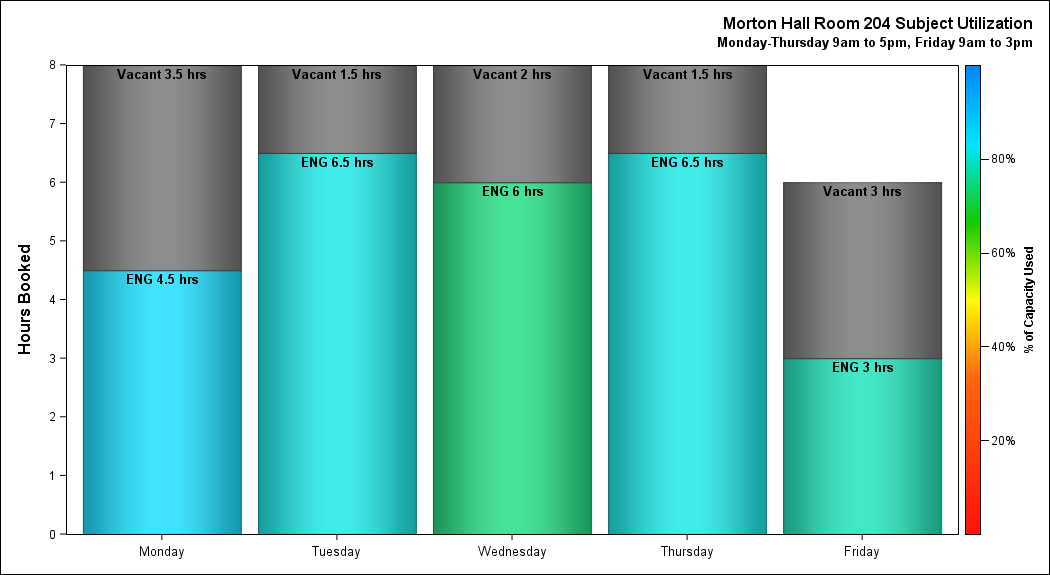 Morton Hall Room 204 Subject Utilization
Monday-Thursday 9am to 5pm, Friday 9am to 3pm
Hours Booked
8
7
6
5
4
3
2
1
0
Vacant 3.5 hrs
ENG 4.5 hrs
Vacant 1.5 hrs
ENG 6.5 hrs
Vacant 2 hrs
ENG 6 hrs
Vacant 1.5 hrs
ENG 6.5 hrs
Vacant 3 hrs
ENG 3 hrs
Monday
Tuesday
Wednesday
Thursday
Friday
80%
60%
40%
20%
% of Capacity Used